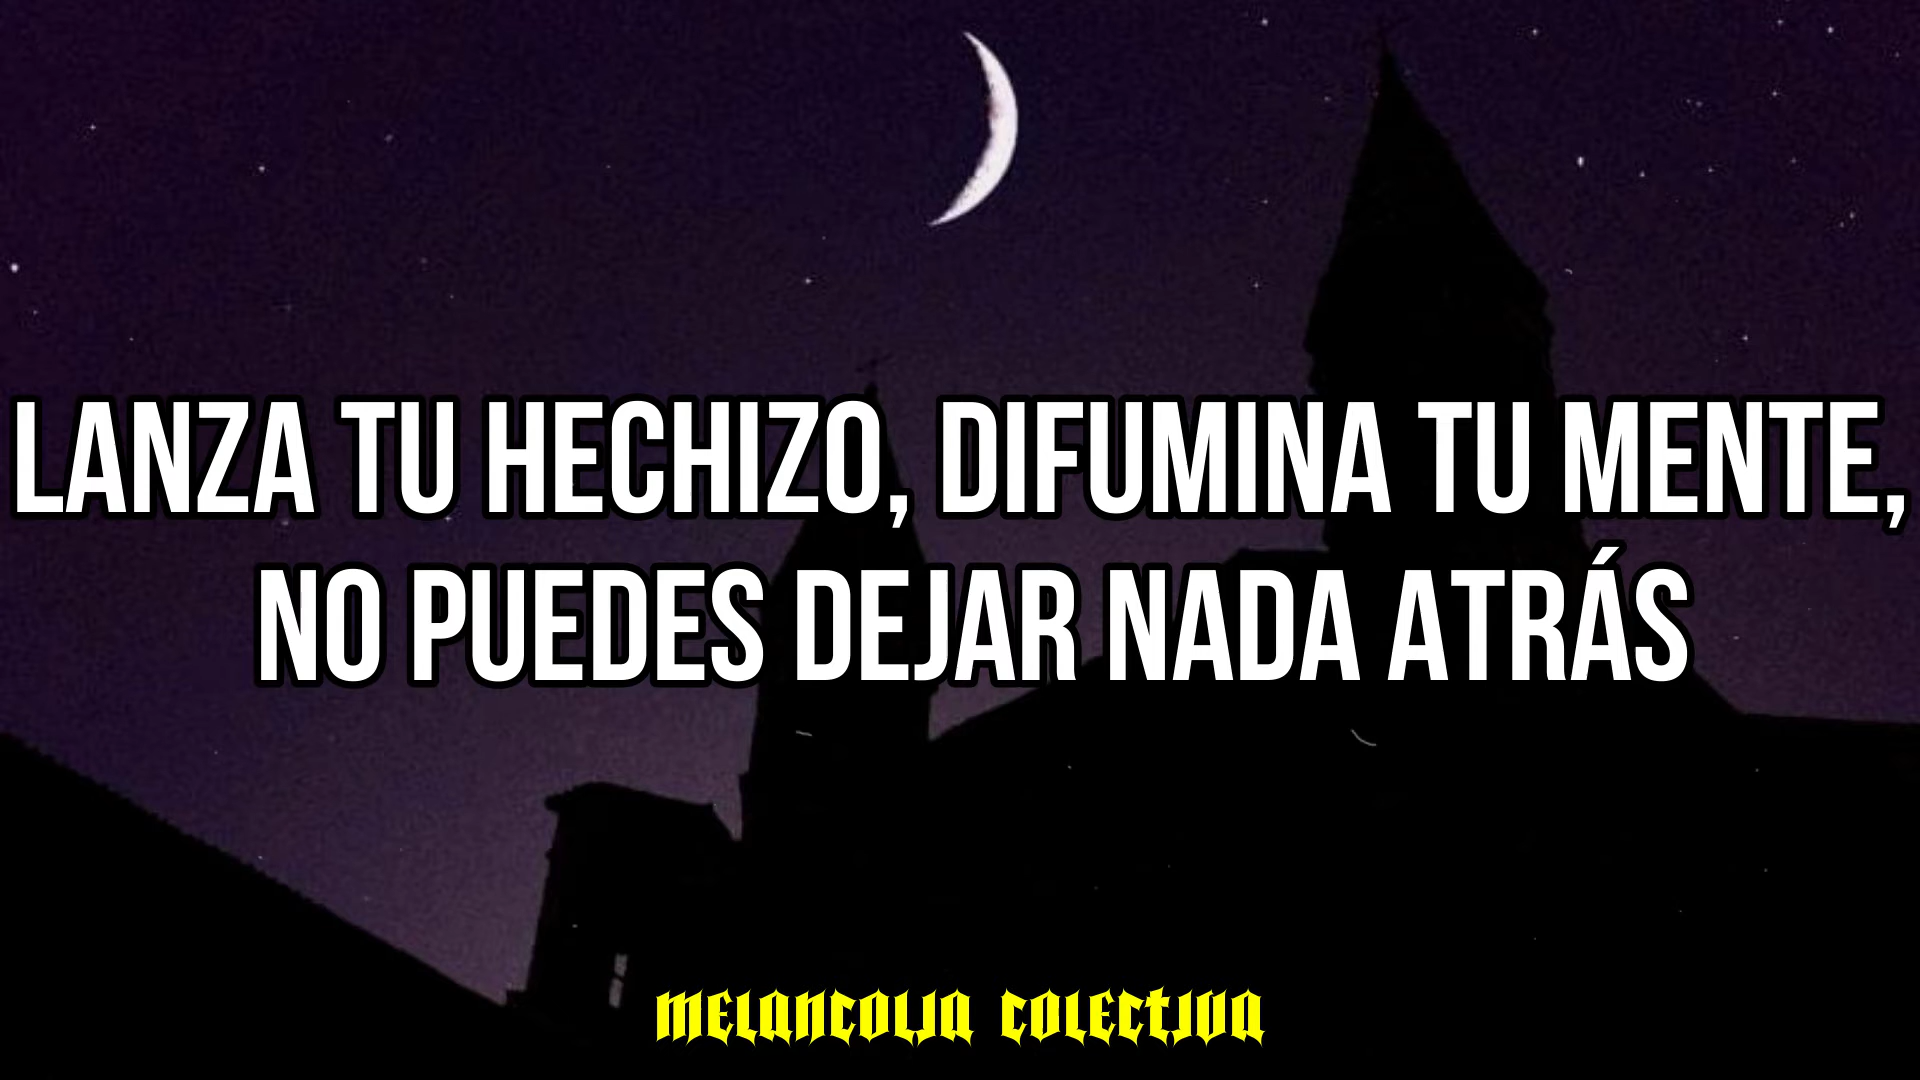 LANZA TU HECHIZO, DIFUMINA TU MENTE,
NO PUEDES DEJAR NADA ATRÁS
MELANCOLIA COLECTIVA